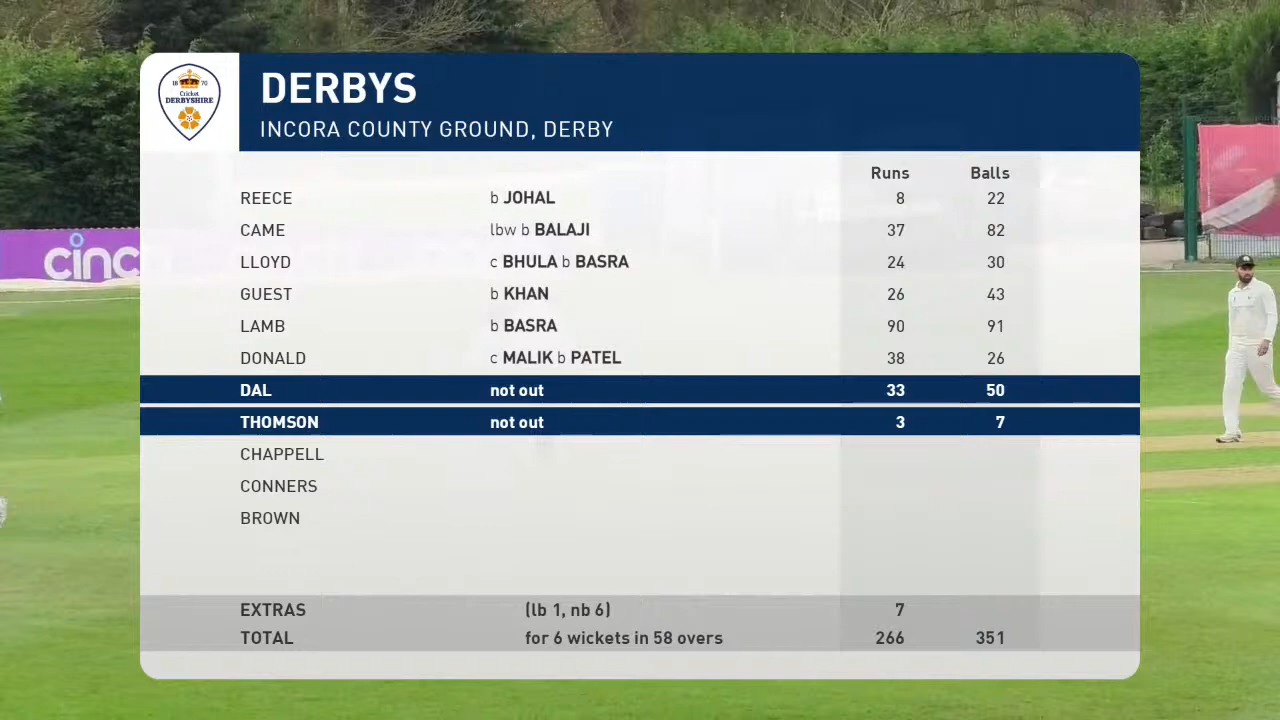 18 70
Cricket
DERBYSHIRE
DERBYS
INCORA COUNTY GROUND, DERBY
Runs Balls
REECE b JOHAL 8 22
CAME lbw b BALAJI 37 82
LLOYD c BHULA b BASRA 24 30
GUEST b KHAN 26 43
LAMB b BASRA 90 91
DONALD c MALIK b PATEL 38 26
DAL not out 33 50
THOMSON not out 3 7
CHAPPELL
CONNERS
BROWN
EXTRAS (lb 1, nb 6) 7
TOTAL for 6 wickets in 58 overs 266 351
cinc